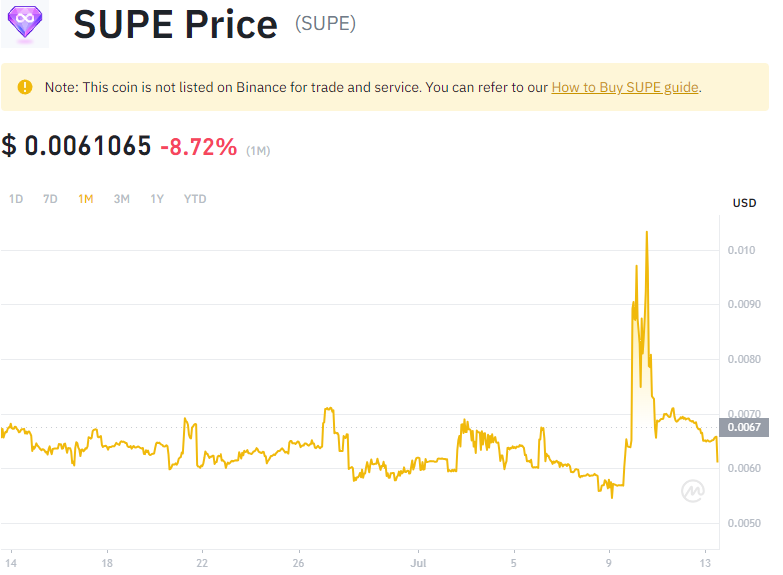 SUPE Price (SUPE)
Note: This coin is not listed on Binance for trade and service. You can refer to our How to Buy SUPE guide.
$ 0.0061065 -8.72% (1M)
1D 7D 1M 3M 1Y YTD
USD
0.010
0.0090
0.0080
0.0070
0.0067
0.0060
0.0050
14 18 22 26 Jul 5 9 13